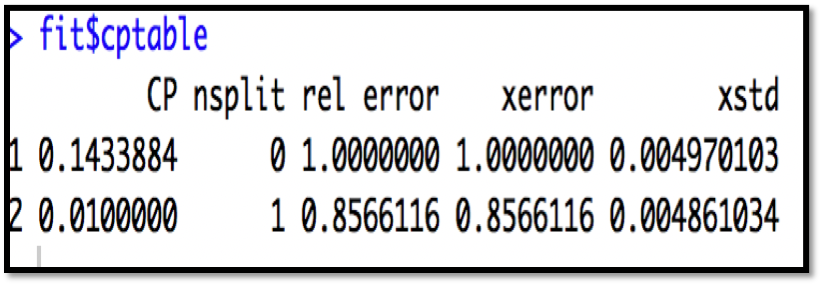 > fit$cptable
CP nsplit rel error xerror xstd
1 0.1433884 0 1.0000000 1.0000000 0.004970103
2 0.0100000 1 0.8566116 0.8566116 0.004861034